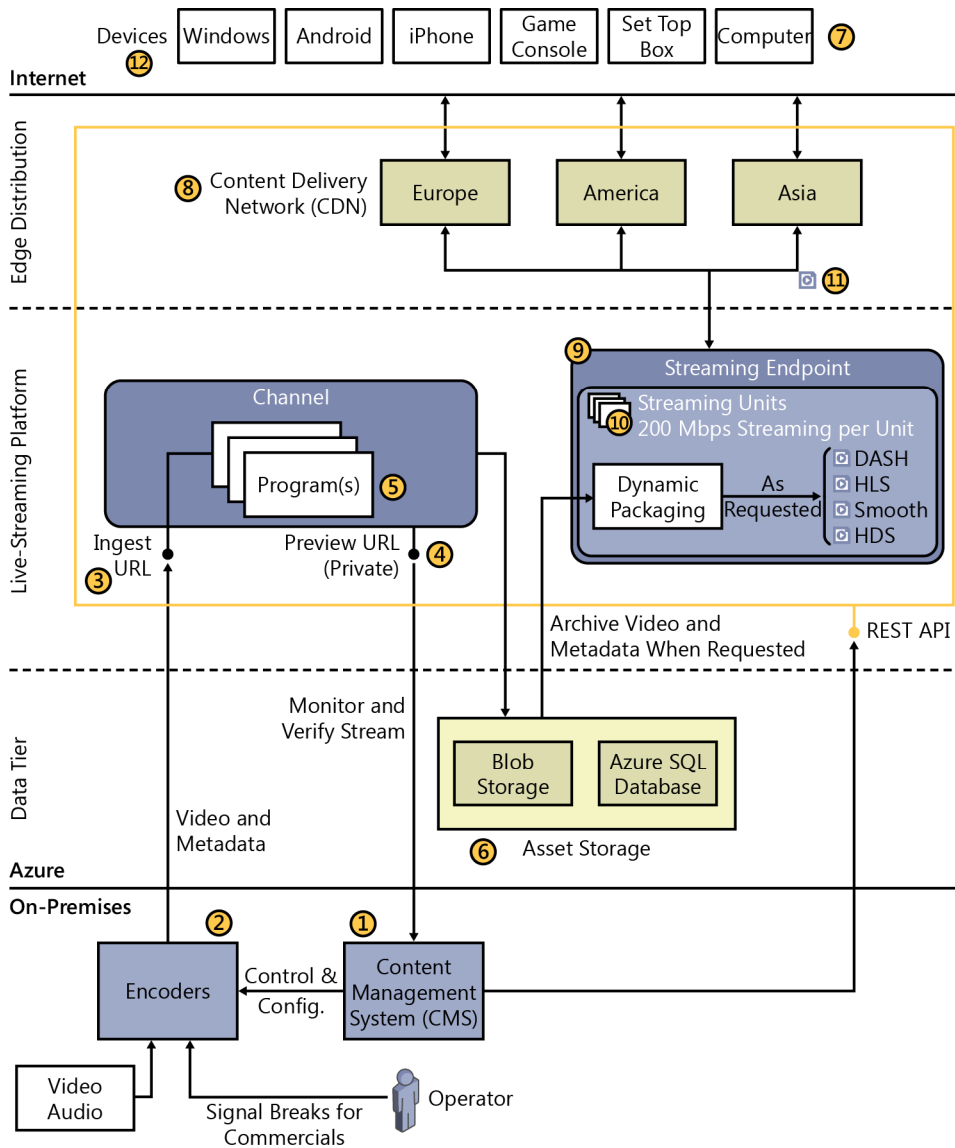 Devices
12
Windows
Android
iPhone
Game
Console
Set Top
Box
Computer
7
Internet
Edge Distribution
8
Content Delivery
Network (CDN)
Europe
America
Asia
11
Live-Streaming Platform
9
Streaming Endpoint
10
Streaming Units
200 Mbps Streaming per Unit
Dynamic
Packaging
As
Requested
DASH
HLS
Smooth
HDS
Channel
Program(s)
5
Ingest
URL
3
Preview URL
(Private)
4
Archive Video and
Metadata When Requested
REST API
Data Tier
Monitor and
Verify Stream
Blob
Storage
Azure SQL
Database
6
Asset Storage
Video and
Metadata
Azure
On-Premises
2
1
Encoders
Control &
Config.
Content
Management
System (CMS)
Video
Audio
Signal Breaks for
Commercials
Operator